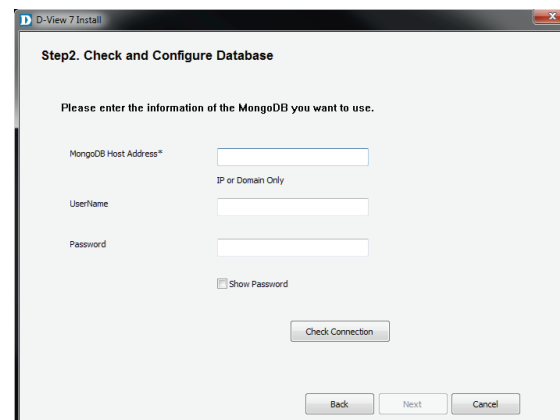 D-View 7 Install
Step2. Check and Configure Database
Please enter the information of the MongoDB you want to use.
MongoDB Host Address*
IP or Domain Only
UserName
Password
Show Password
Check Connection
Back Next Cancel